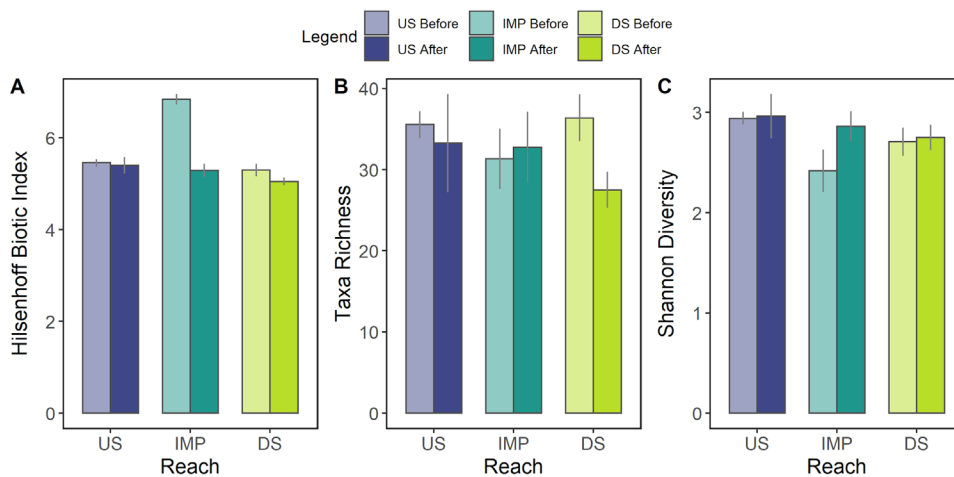 Legend
US Before
IMP Before
DS Before
US After
IMP After
DS After
A
Hilsenhoff Biotic Index
6
4
2
0
US
IMP
DS
Reach
B
Taxa Richness
40
30
20
10
0
US
IMP
DS
Reach
C
Shannon Diversity
3
2
1
0
US
IMP
DS
Reach